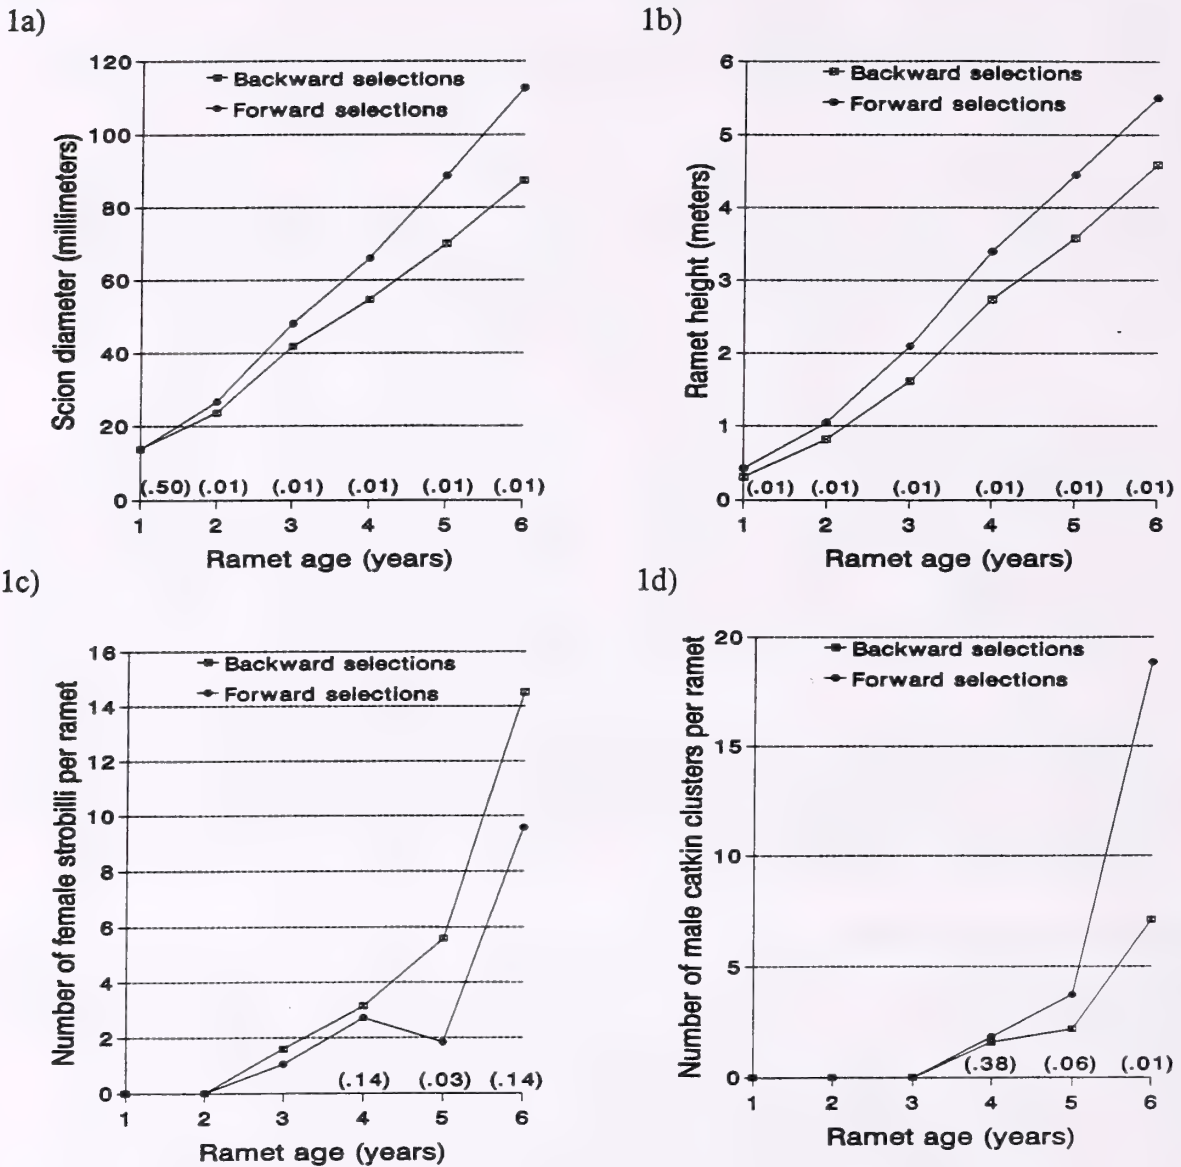 1a)
120
100
80
60
40
20
0
Scion diameter (millimeters)
Backward selections
Forward selections
(.50) (.01) (.01) (.01) (.01) (.01)
1 2 3 4 5 6
Ramet age (years)
1b)
6
5
4
3
2
1
0
Ramet height (meters)
Backward selections
Forward selections
(.01) (.01) (.01) (.01) (.01) (.01)
1 2 3 4 5 6
Ramet age (years)
1c)
16
14
12
10
8
6
4
2
0
Number of female strobilli per ramet
Backward selections
Forward selections
(.14) (.03) (.14)
1 2 3 4 5 6
Ramet age (years)
1d)
20
15
10
5
0
Number of male catkin clusters per ramet
Backward selections
Forward selections
(.38) (.06) (.01)
1 2 3 4 5 6
Ramet age (years)